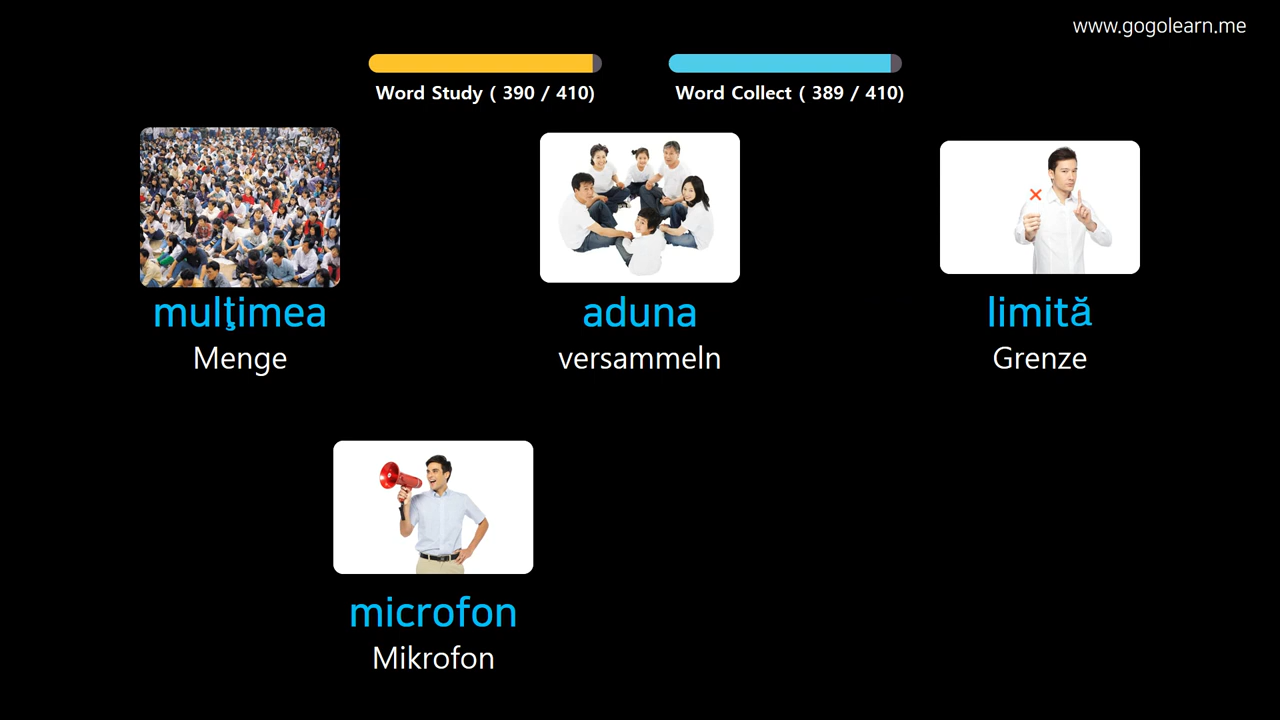 www.gogolearn.me
Word Study ( 390 / 410)
Word Collect ( 389 / 410)
mulţimea
Menge
aduna
versammeln
limită
Grenze
microfon
Mikrofon